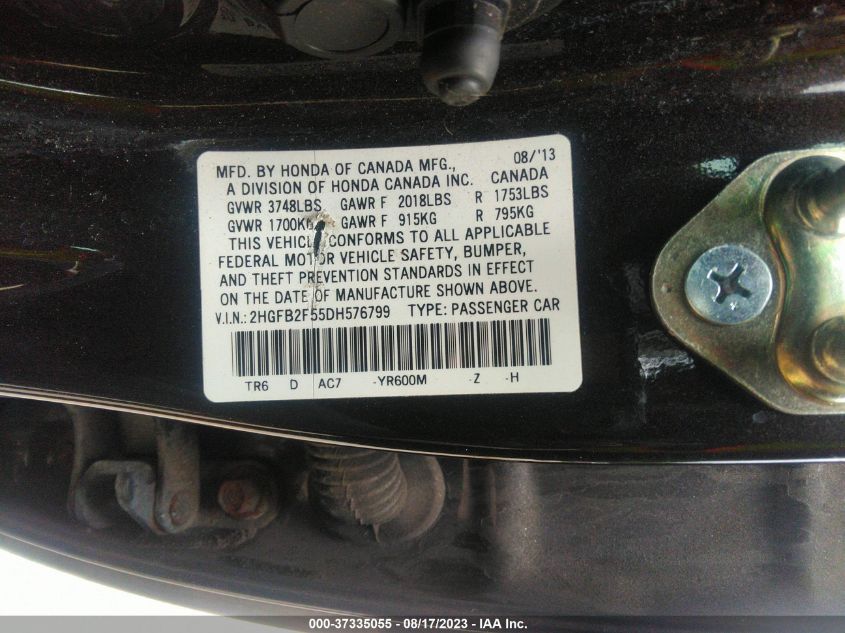 MFD. BY HONDA OF CANADA MFG., 08/'13
A DIVISION OF HONDA CANADA INC. CANADA
GVWR 3748LBS GAWR F 2018LBS R 1753LBS
GVWR 1700KG GAWR F 915KG R 795KG
THIS VEHICLE CONFORMS TO ALL APPLICABLE
FEDERAL MOTOR VEHICLE SAFETY, BUMPER,
AND THEFT PREVENTION STANDARDS IN EFFECT
ON THE DATE OF MANUFACTURE SHOWN ABOVE.
V.I.N.: 2HGFB2F55DH576799 TYPE: PASSENGER CAR
TR6 D AC7 -YR600M -Z -H
000-37335055 - 08/17/2023 - IAA Inc.